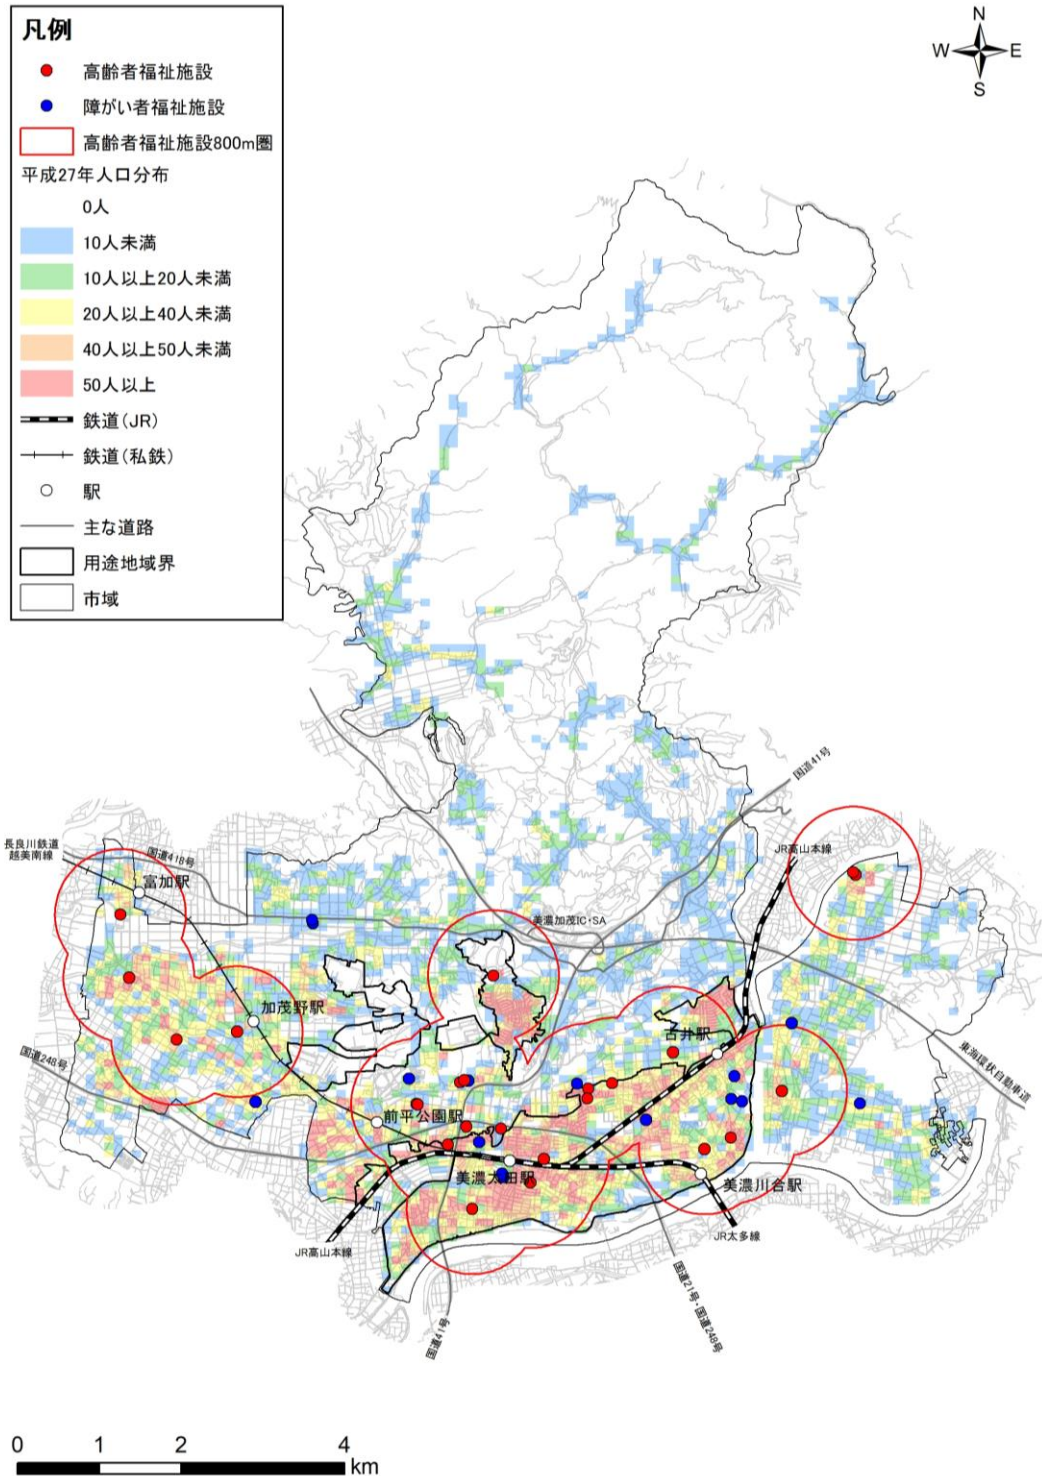 凡例
高齢者福祉施設
障がい者福祉施設
高齢者福祉施設800m圏
平成27年人口分布
0人
10人未満
10人以上20人未満
20人以上40人未満
40人以上50人未満
50人以上
鉄道(JR)
鉄道(私鉄)
駅
主な道路
用途地域界
市域
N
W E
S
国道41号
長良川鉄道
越美南線
国道418号
JR高山本線
富加駅
美濃加茂IC・SA
加茂野駅
古井駅
国道248号
東海環状自動車道
前平公園駅
美濃太田駅
美濃川合駅
JR高山本線
JR太多線
国道41号
国道21号・国道248号
0 1 2 4
km